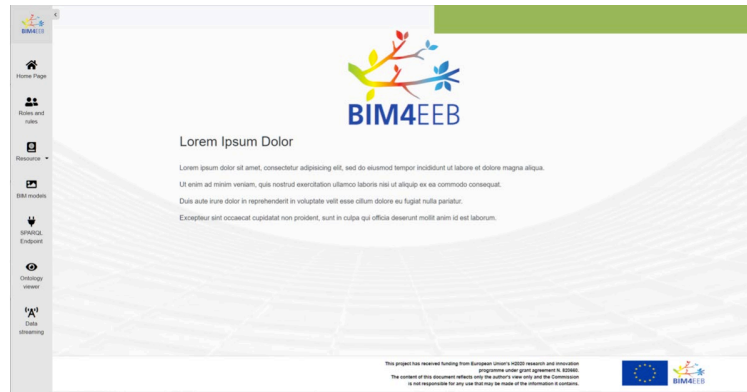 BIM4EEB
Home Page
Roles and
rules
Resource
BIM models
SPARQL
Endpoint
Ontology
viewer
Data
streaming
BIM4EEB
Lorem Ipsum Dolor
Lorem ipsum dolor sit amet, consectetur adipisicing elit, sed do eiusmod tempor incididunt ut labore et dolore magna aliqua.
Ut enim ad minim veniam, quis nostrud exercitation ullamco laboris nisi ut aliquip ex ea commodo consequat.
Duis aute irure dolor in reprehenderit in voluptate velit esse cillum dolore eu fugiat nulla pariatur.
Excepteur sint occaecat cupidatat non proident, sunt in culpa qui officia deserunt mollit anim id est laborum.
This project has received funding from European Union's H2020 research and innovation
programme under grant agreement N. 820660.
The content of this document reflects only the author's view only and the Commission
is not responsible for any use that may be made of the information it contains.
BIM4EEB